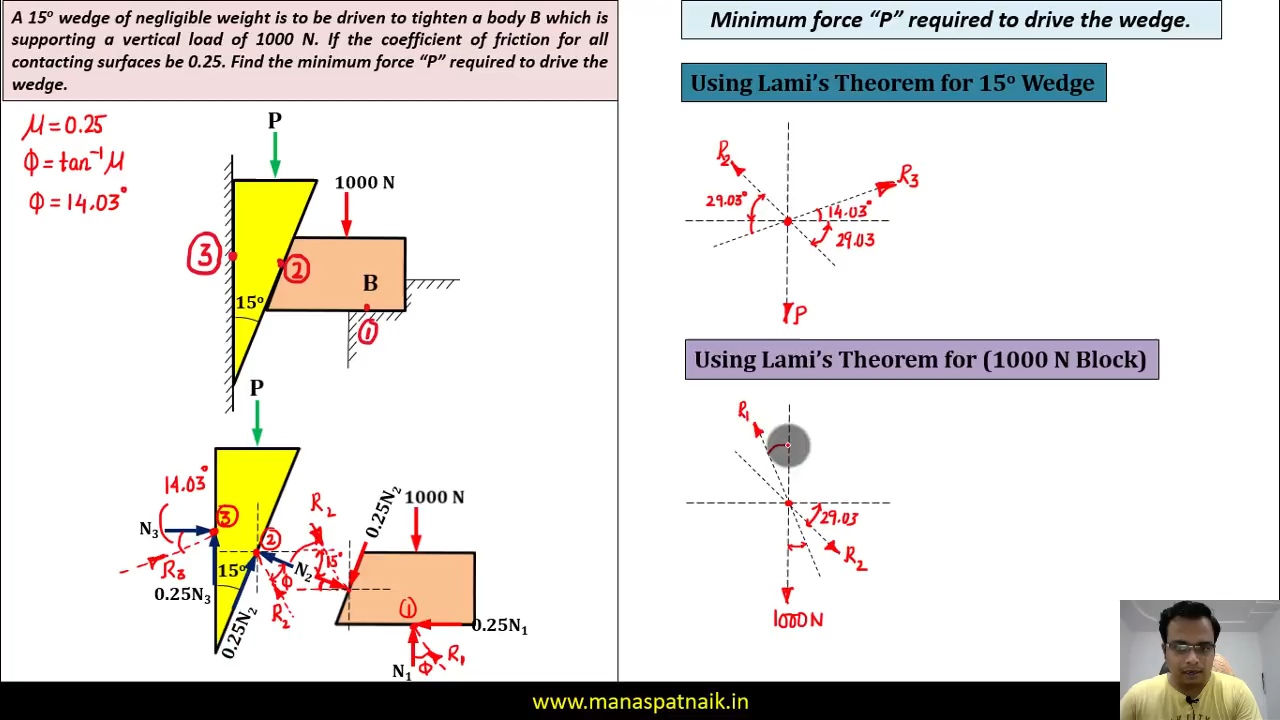 A 15° wedge of negligible weight is to be driven to tighten a body B which is
supporting a vertical load of 1000 N. If the coefficient of friction for all
contacting surfaces be 0.25. Find the minimum force “P” required to drive the
wedge.
μ = 0.25
Φ = tan⁻¹ μ
Φ = 14.03°
P
1000 N
3
2
B
15°
1
P
14.03°
N₃
3
R₃
0.25N₃
15°
2
0.25N₂
Φ
N₂
R₂
R₂
15°
0.25N₂
1000 N
1
0.25N₁
N₁
Φ
R₁
Minimum force “P” required to drive the wedge.
Using Lami’s Theorem for 15° Wedge
R₂
R₃
29.03°
14.03°
29.03
P
Using Lami’s Theorem for (1000 N Block)
R₁
29.03
R₂
1000N
www.manaspatnaik.in